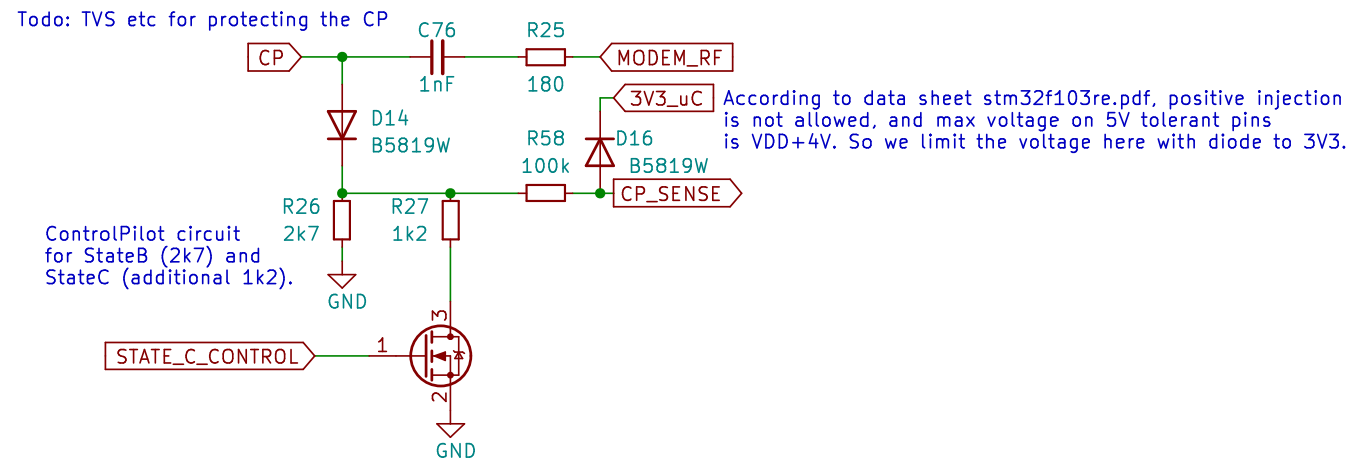 Todo: TVS etc for protecting the CP
C76
R25
CP
MODEM_RF
1nF
180
3V3_uC
According to data sheet stm32f103re.pdf, positive injection
is not allowed, and max voltage on 5V tolerant pins
is VDD+4V. So we limit the voltage here with diode to 3V3.
D14
B5819W
R58
D16
100k
B5819W
CP_SENSE
R26
R27
2k7
1k2
ControlPilot circuit
for StateB (2k7) and
StateC (additional 1k2).
GND
3
1
STATE_C_CONTROL
2
GND